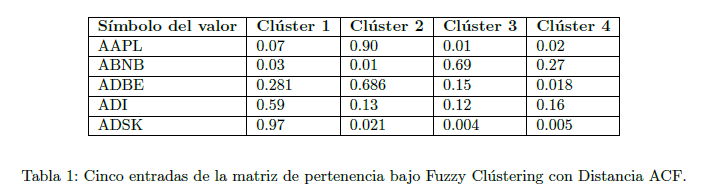 Símbolo del valor Clúster 1 Clúster 2 Clúster 3 Clúster 4
AAPL 0.07 0.90 0.01 0.02
ABNB 0.03 0.01 0.69 0.27
ADBE 0.281 0.686 0.15 0.018
ADI 0.59 0.13 0.12 0.16
ADSK 0.97 0.021 0.004 0.005
Tabla 1: Cinco entradas de la matriz de pertenencia bajo Fuzzy Clústering con Distancia ACF.